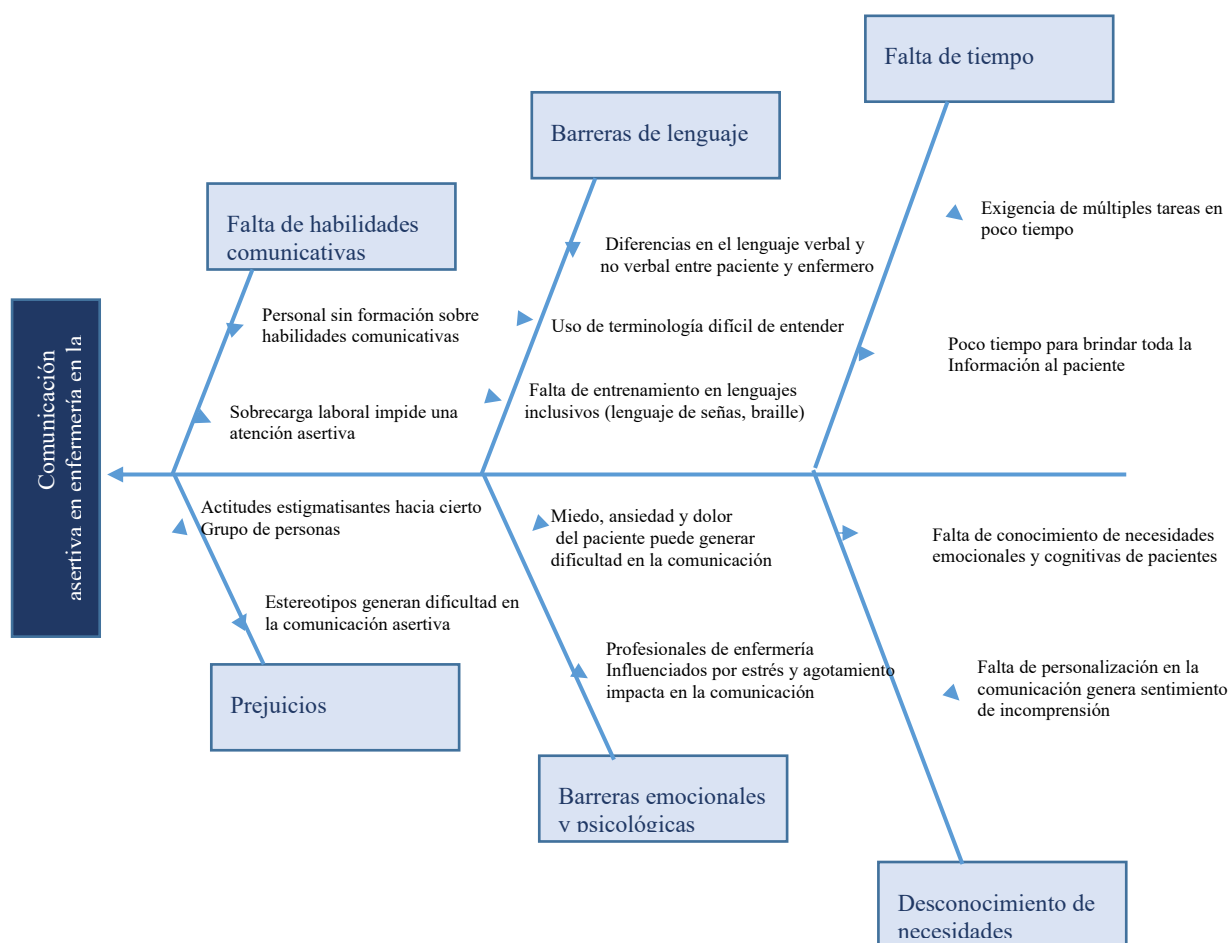 Falta de tiempo
Barreras de lenguaje
Falta de habilidades
comunicativas
Exigencia de múltiples tareas en
poco tiempo
Diferencias en el lenguaje verbal y
no verbal entre paciente y enfermero
Personal sin formación sobre
habilidades comunicativas
Uso de terminología difícil de entender
Poco tiempo para brindar toda la
Información al paciente
Falta de entrenamiento en lenguajes
inclusivos (lenguaje de señas, braille)
Sobrecarga laboral impide una
atención asertiva
Comunicación
asertiva en enfermería en la
Actitudes estigmatisantes hacia cierto
Grupo de personas
Miedo, ansiedad y dolor
del paciente puede generar
dificultad en la comunicación
Falta de conocimiento de necesidades
emocionales y cognitivas de pacientes
Estereotipos generan dificultad en
la comunicación asertiva
Profesionales de enfermería
Influenciados por estrés y agotamiento
impacta en la comunicación
Falta de personalización en la
comunicación genera sentimiento
de incomprensión
Prejuicios
Barreras emocionales
y psicológicas
Desconocimiento de
necesidades